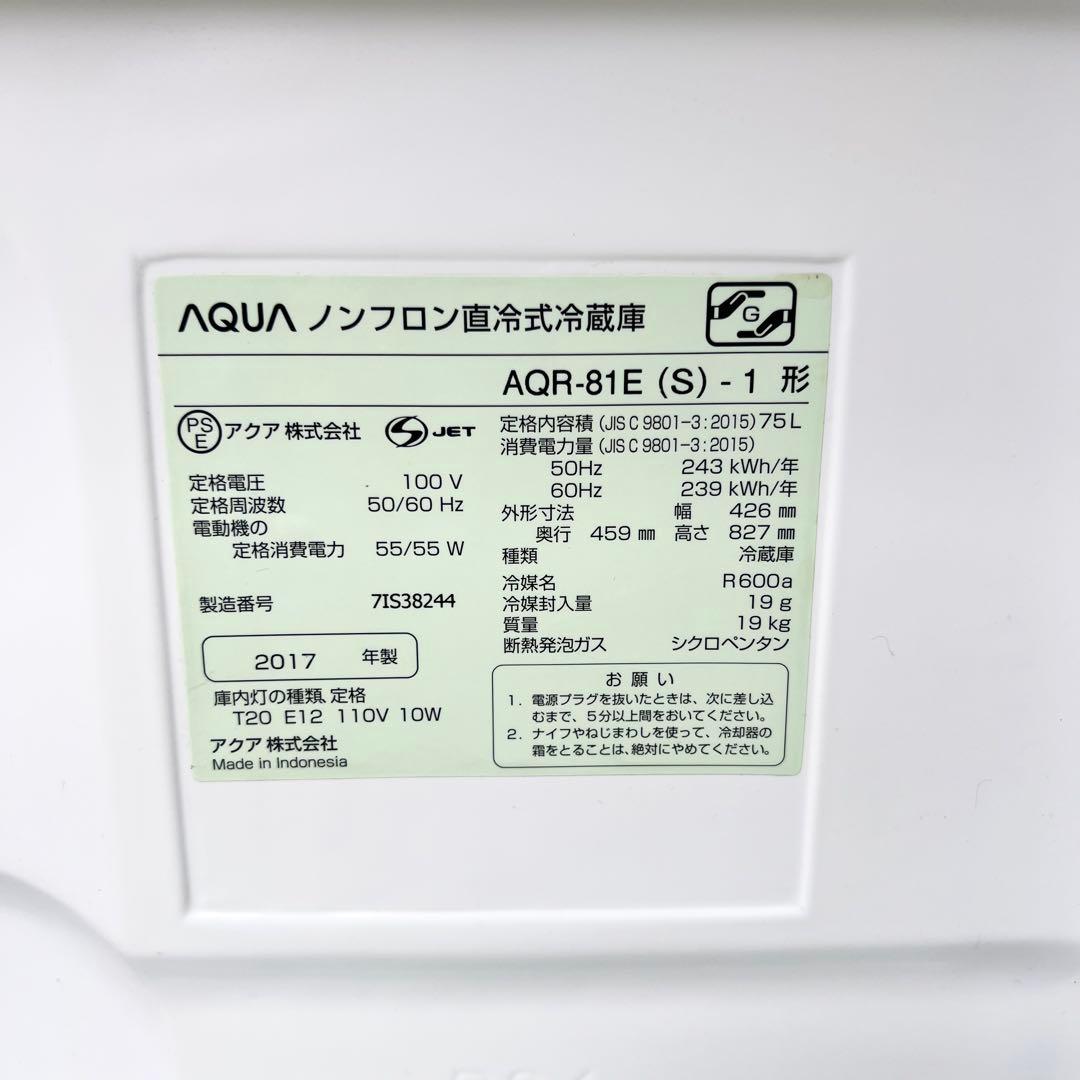 AQUA ノンフロン直冷式冷蔵庫
G
AQR-81E (S) - 1 形
PS E アクア 株式会社 S JET
定格電圧 100 V
定格周波数 50/60 Hz
電動機の
定格消費電力 55/55 W
製造番号 7IS38244
2017 年製
庫内灯の種類、定格
T20 E12 110V 10W
アクア 株式会社
Made in Indonesia
定格内容積 (JIS C 9801-3:2015) 75L
消費電力量 (JIS C 9801-3:2015)
50Hz 243 kWh/年
60Hz 239 kWh/年
外形寸法 幅 426 mm
奥行 459 mm 高さ 827 mm
種類 冷蔵庫
冷媒名 R600a
冷媒封入量 19 g
質量 19 kg
断熱発泡ガス シクロペンタン
お 願 い
1. 電源プラグを抜いたときは、次に差し込
むまで、5分以上間をおいてください。
2. ナイフやねじまわしを使って、冷却器の
霜をとることは、絶対にやめてください。